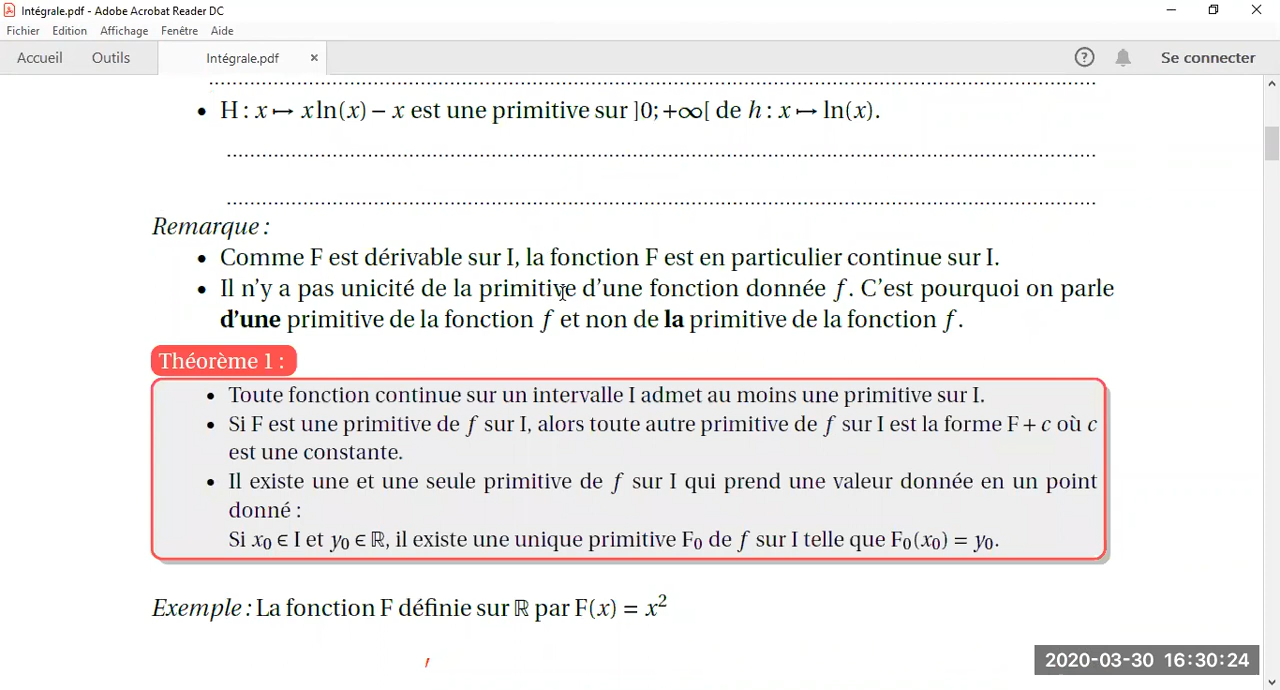 Intégrale.pdf - Adobe Acrobat Reader DC
Fichier Edition Affichage Fenêtre Aide
Accueil Outils Intégrale.pdf × ? Se connecter
• H : x ↦ x ln(x) − x est une primitive sur ]0; +∞[ de h : x ↦ ln(x).
Remarque :
• Comme F est dérivable sur I, la fonction F est en particulier continue sur I.
• Il n’y a pas unicité de la primitive d’une fonction donnée f. C’est pourquoi on parle
d’une primitive de la fonction f et non de la primitive de la fonction f.
Théorème 1 :
• Toute fonction continue sur un intervalle I admet au moins une primitive sur I.
• Si F est une primitive de f sur I, alors toute autre primitive de f sur I est la forme F + c où c
est une constante.
• Il existe une et une seule primitive de f sur I qui prend une valeur donnée en un point
donné :
Si x₀ ∈ I et y₀ ∈ ℝ, il existe une unique primitive F₀ de f sur I telle que F₀(x₀) = y₀.
Exemple : La fonction F définie sur ℝ par F(x) = x²
2020-03-30 16:30:24